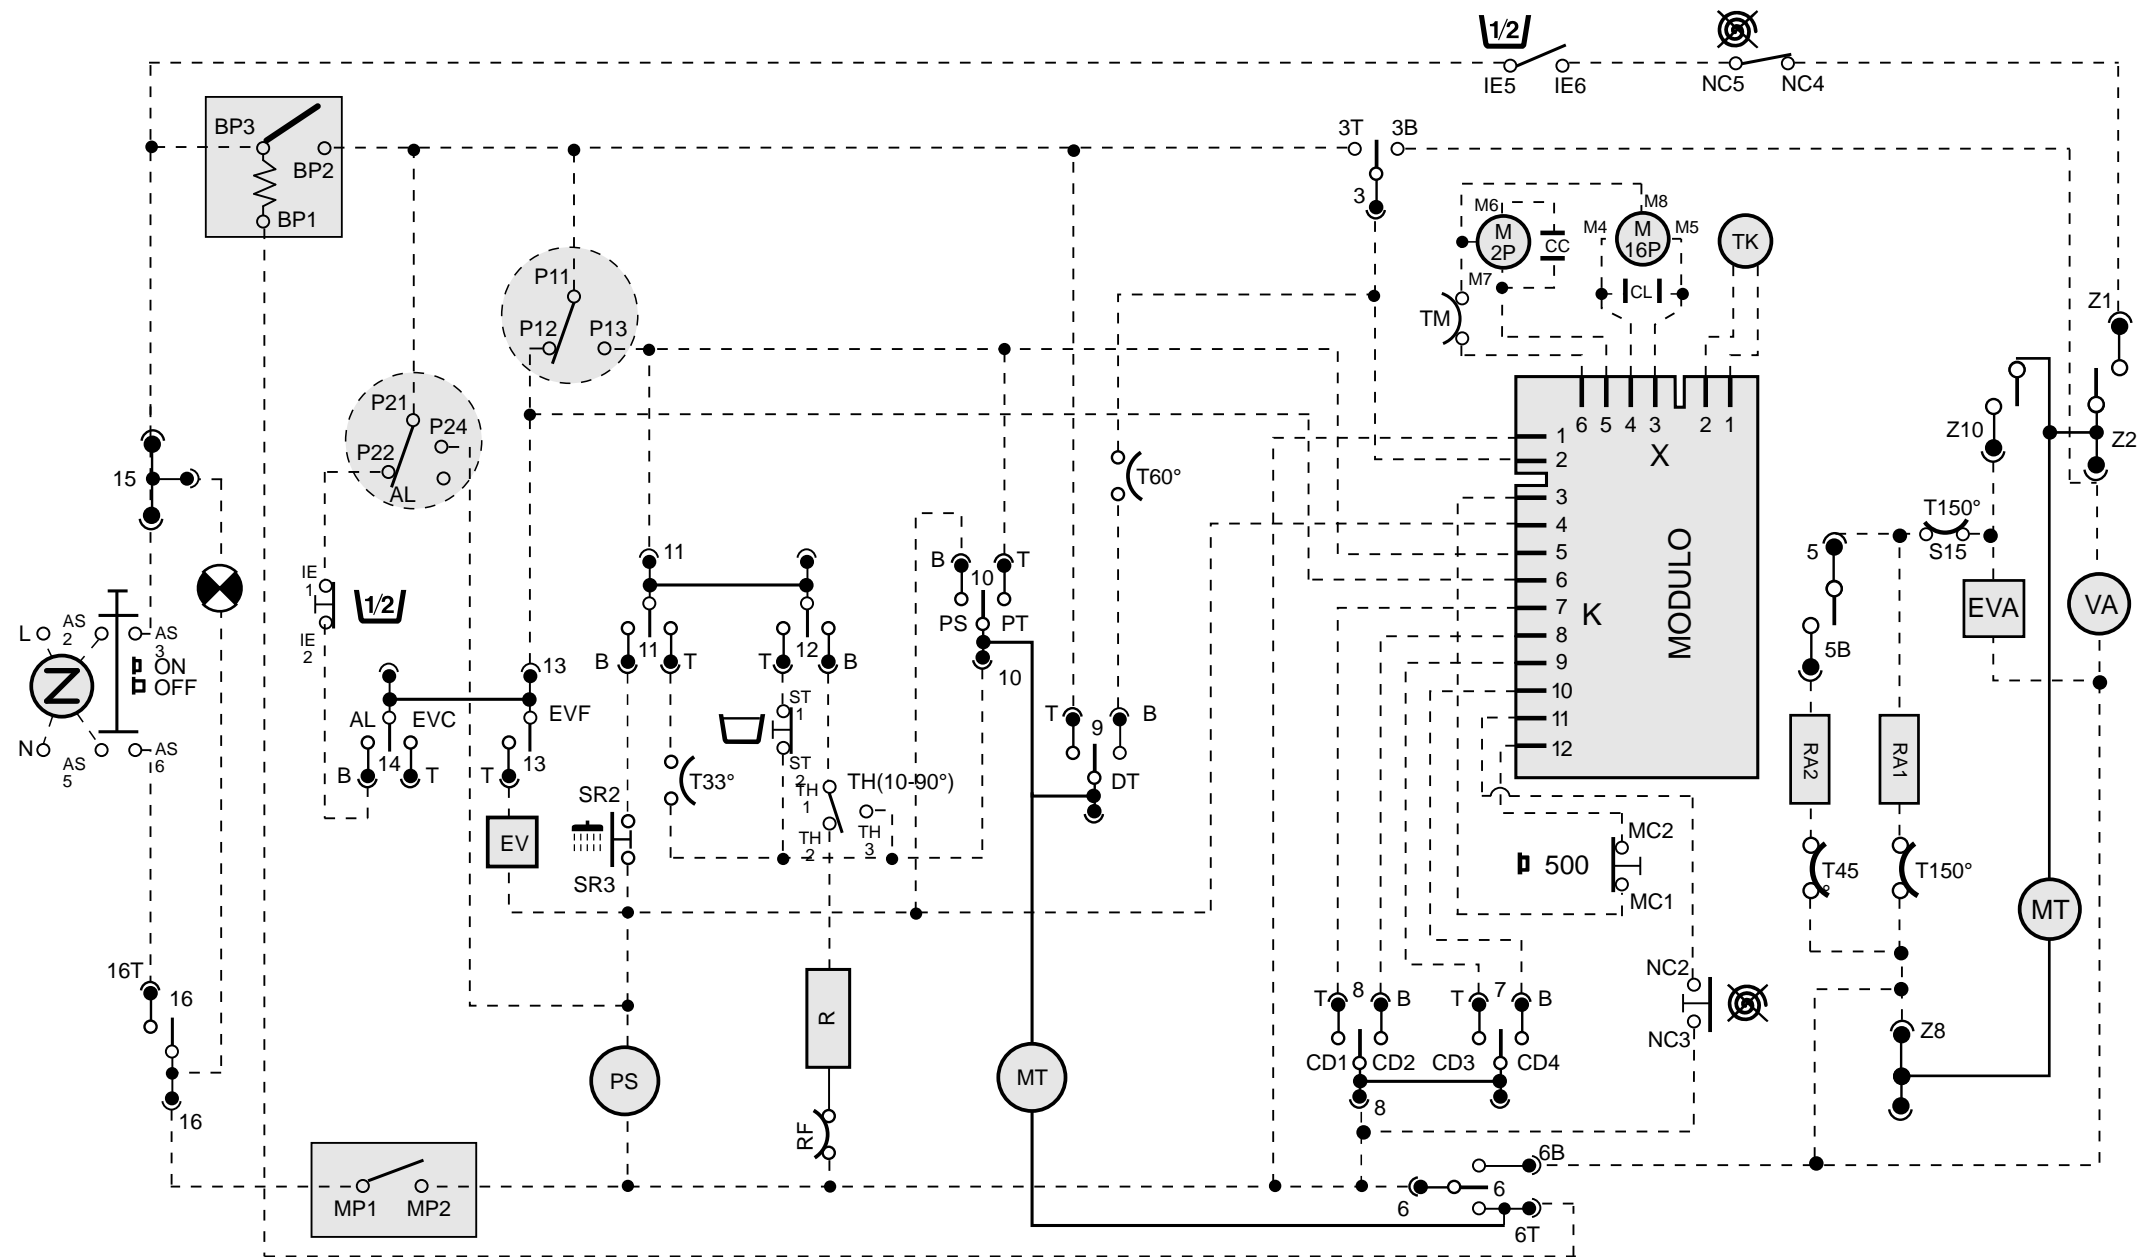 1/2
IE5 IE6 NC5 NC4
BP3
BP2
BP1
3T 3B
3
M6 M8
M
2P
CC
M4
M
16P
M5
TK
M7
CL
TM
Z1
P11
P12 P13
P21
P24
P22
AL
6 5 4 3 2 1
X
1
2
3
4
5
6
7
8
9
10
11
12
K
MODULO
Z10
Z2
15
T60°
T150°
S15
5
5B
EVA
VA
IE
1
1/2
IE
2
11
B 11 T
T 12 B
B 10 T
PS PT
10
L
AS
2
AS
3
ON
OFF
Z
N
AS
5
AS
6
13
AL EVC EVF
B 14 T
T 13
ST
1
ST
2
T 9 B
DT
RA2
RA1
EV
SR2
SR3
T33°
TH
1
TH(10-90°)
TH
2
TH
3
MC2
500
MC1
T45
°
T150°
MT
16T
16
16
R
PS
MT
RF
T 8 B
T 7 B
CD1 CD2 CD3 CD4
8
NC2
NC3
Z8
MP1 MP2
6B
6
6
6T